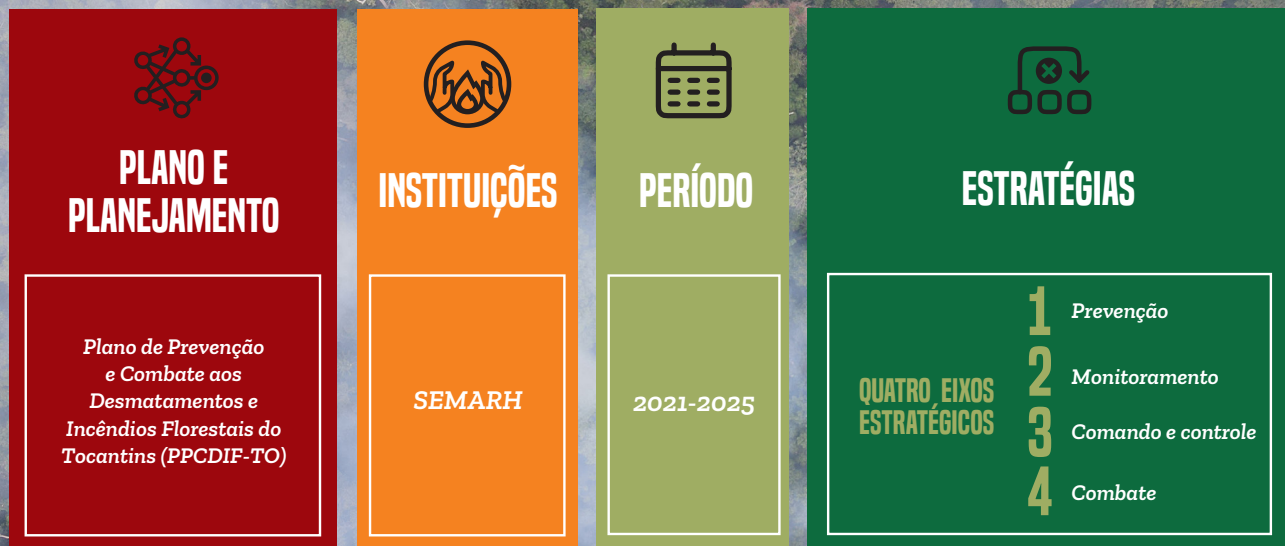 PLANO E
PLANEJAMENTO
Plano de Prevenção
e Combate aos
Desmatamentos e
Incêndios Florestais do
Tocantins (PPCDIF-TO)
INSTITUIÇÕES
SEMARH
PERÍODO
2021-2025
ESTRATÉGIAS
QUATRO EIXOS
ESTRATÉGICOS
1 Prevenção
2 Monitoramento
3 Comando e controle
4 Combate